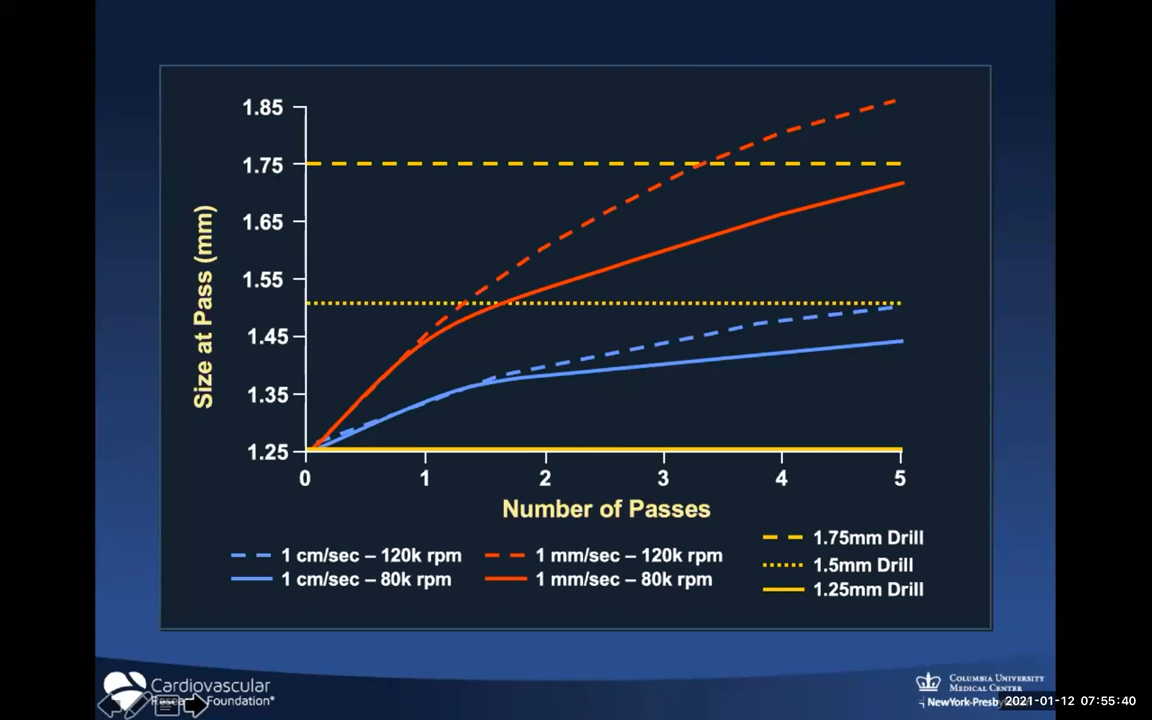 1.85
1.75
1.65
1.55
1.45
1.35
1.25
Size at Pass (mm)
0 1 2 3 4 5
Number of Passes
1 cm/sec – 120k rpm
1 cm/sec – 80k rpm
1 mm/sec – 120k rpm
1 mm/sec – 80k rpm
1.75mm Drill
1.5mm Drill
1.25mm Drill
Cardiovascular
Foundation®
COLUMBIA UNIVERSITY
MEDICAL CENTER
2021-01-12 07:55:40